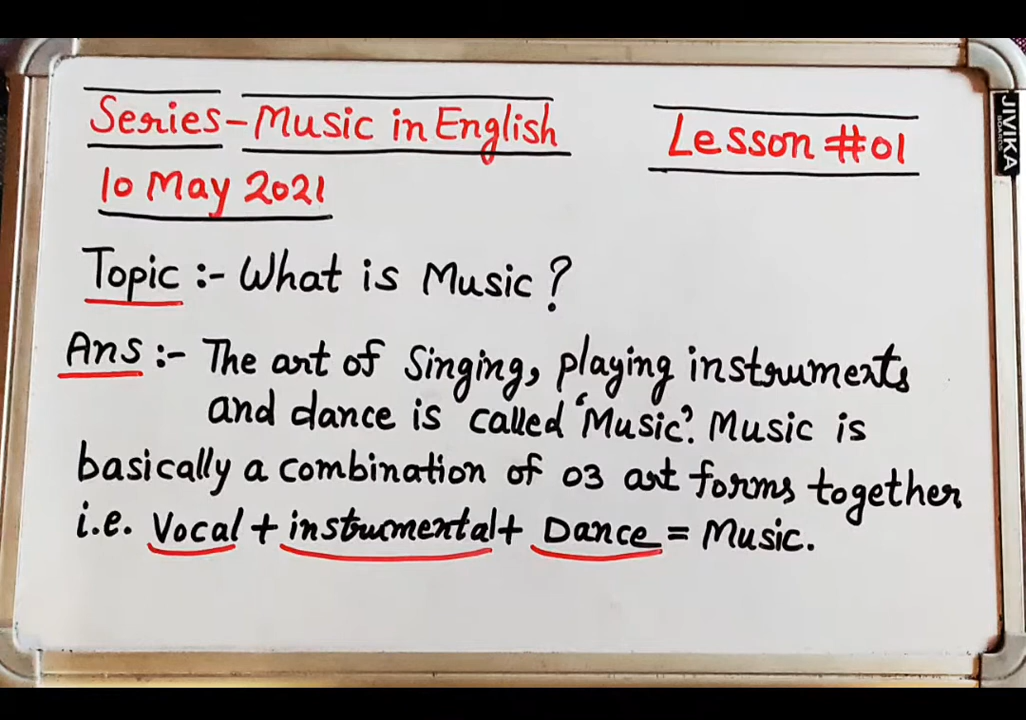 Series-Music in English
Lesson #01
10 May 2021
Topic :- What is Music?
Ans :- The art of Singing, playing instruments
and dance is called 'Music'. Music is
basically a combination of 03 art forms together
i.e. Vocal + instrumental + Dance = Music.
JIVIKA